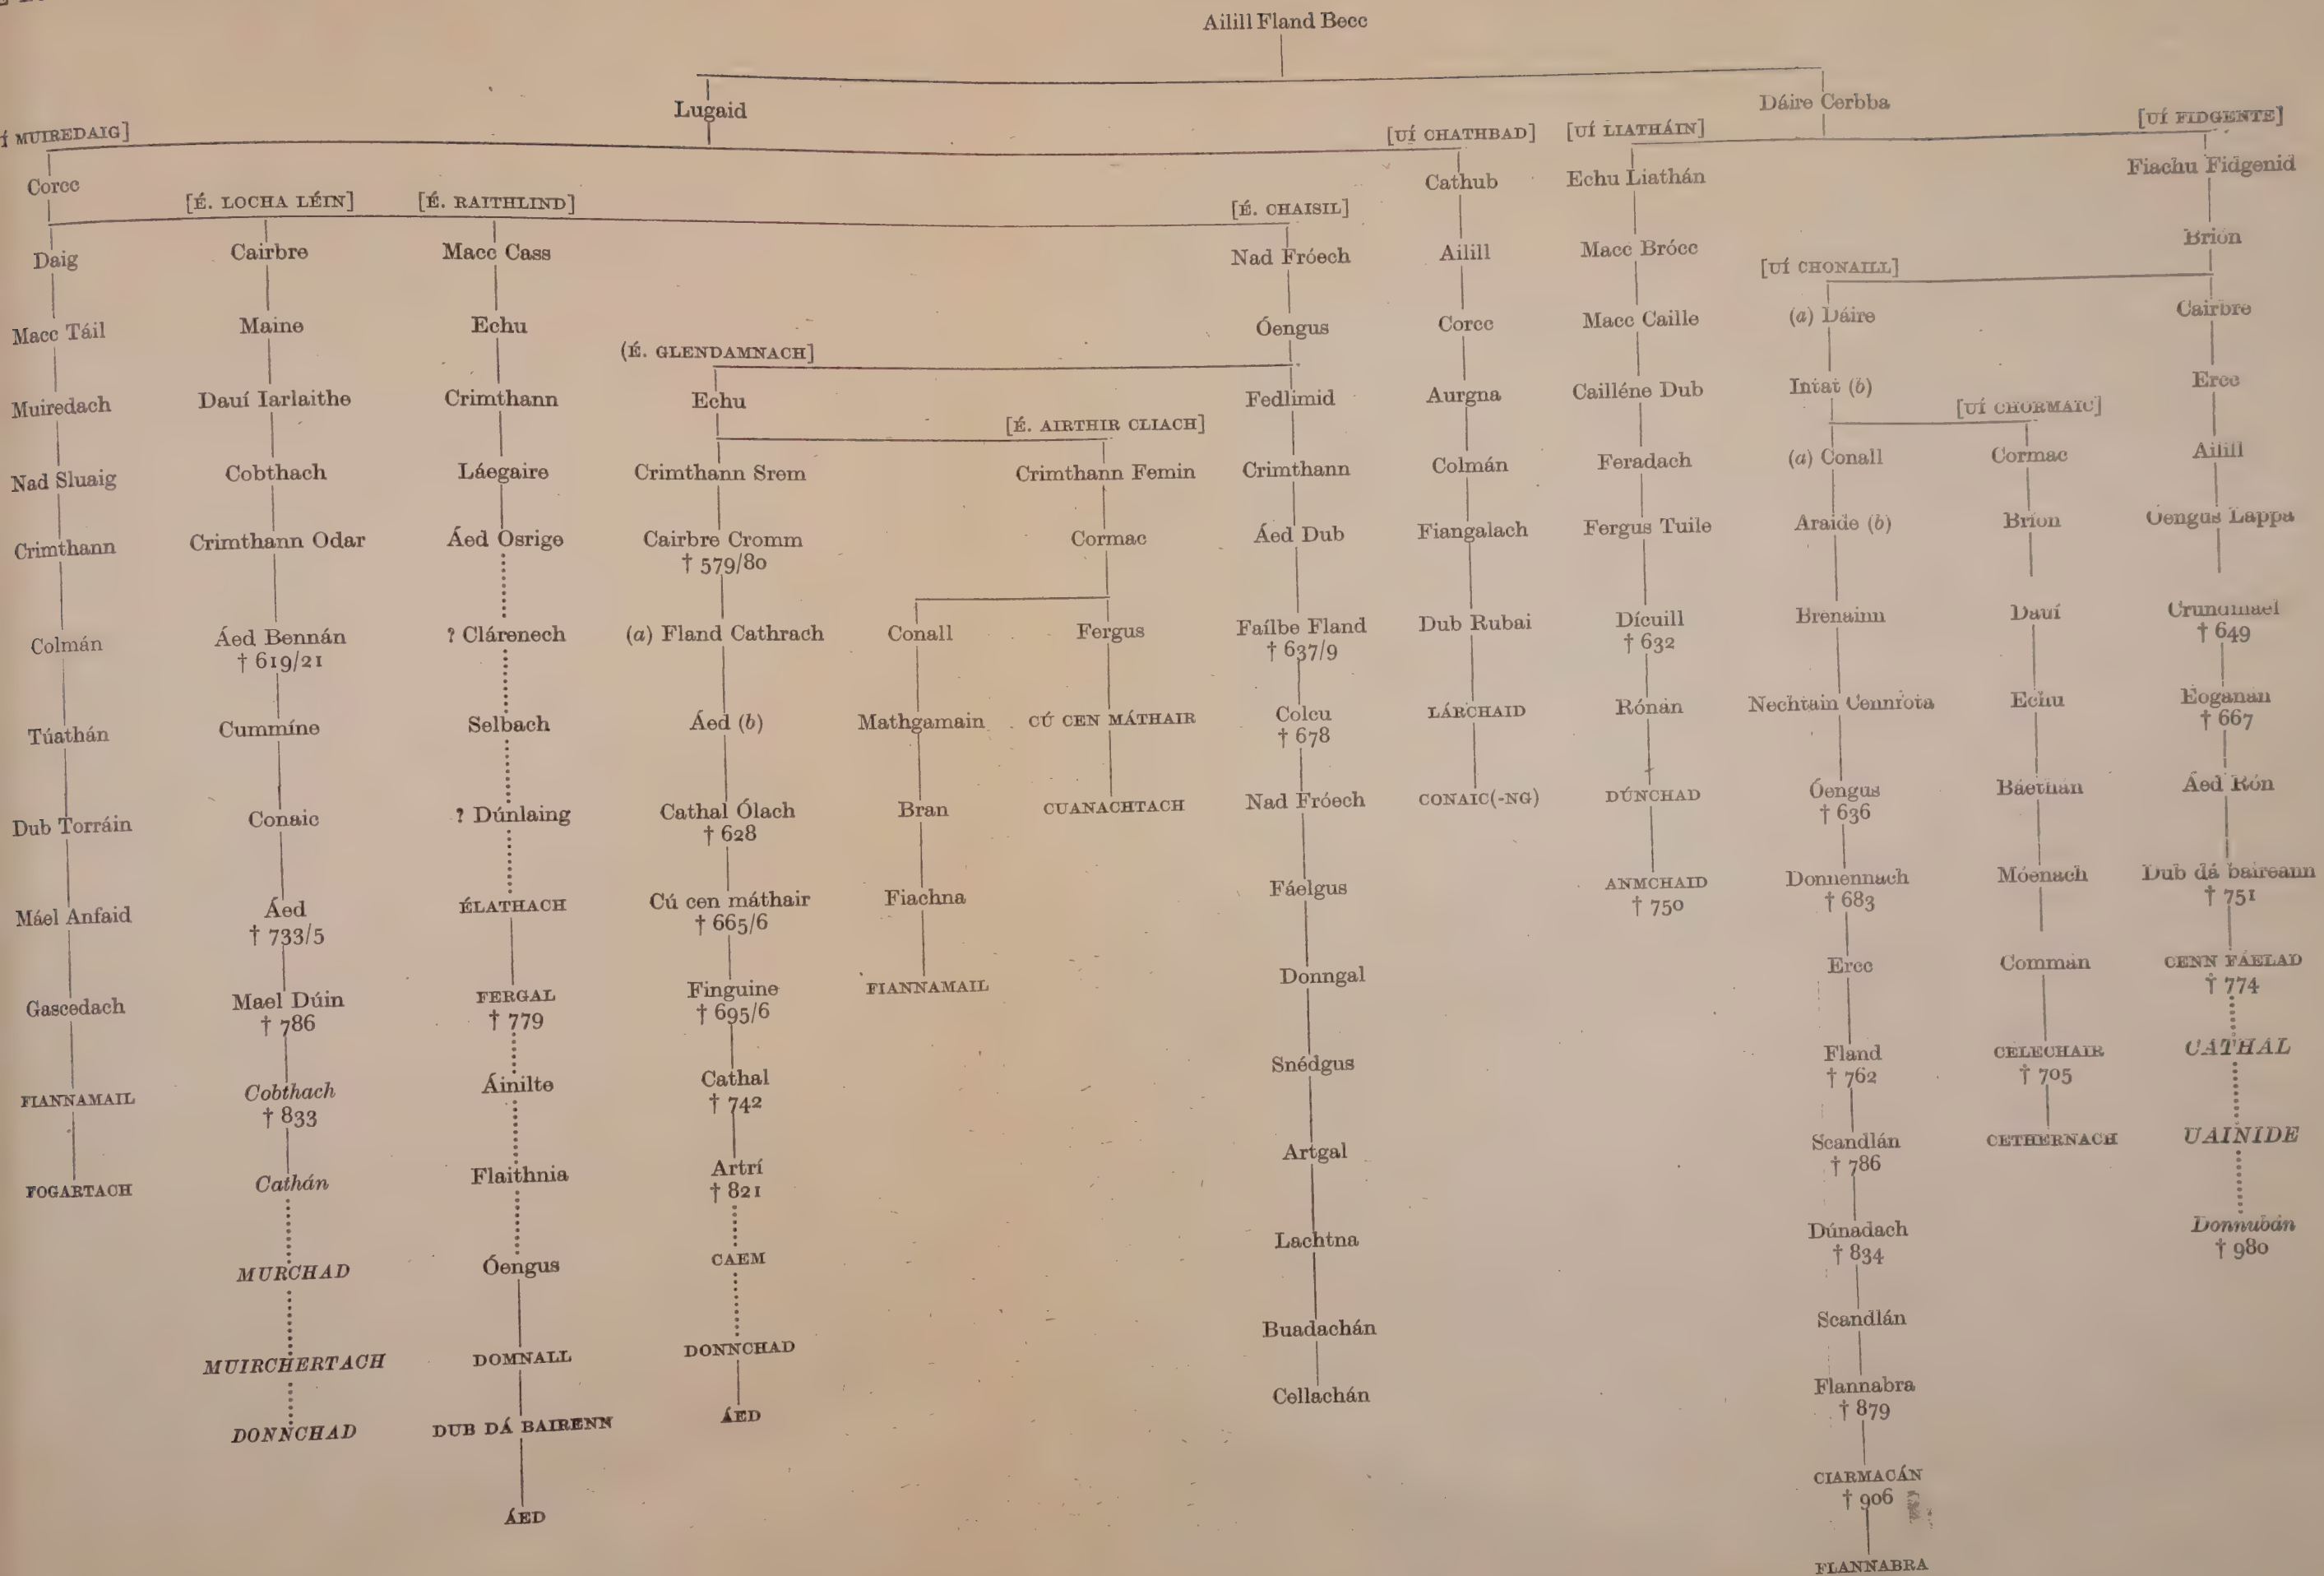 Ailill Fland Becc
Lugaid
Dáire Cerbba
Í MUIREDAIG]
[UÍ CHATHBAD]
[UÍ LIATHÁIN]
[UÍ FIDGENTE]
Corcc
Cathub
Echu Liathán
Fiachu Fidgenid
[É. LOCHA LÉIN]
[É. RAITHLIND]
[É. CHAISIL]
Daig
Cairbre
Macc Cass
Nad Fróech
Ailill
Macc Brócc
Brión
[UÍ CHONAILL]
Macc Táil
Maine
Echu
Óengus
Corcc
Macc Caille
(a) Dáire
Cairbre
(É. GLENDAMNACH]
Muiredach
Dauí Iarlaithe
Crimthann
Echu
Fedlimid
Aurgna
Cailléne Dub
Intat (b)
Ercc
[É. AIRTHIR CLIACH]
[UÍ CHORMAIC]
Nad Sluaig
Cobthach
Láegaire
Crimthann Srem
Crimthann Femin
Crimthann
Colmán
Feradach
(a) Conall
Cormac
Ailill
Crimthann
Crimthann Odar
Áed Osrige
Cairbre Cromm
† 579/80
Cormac
Áed Dub
Fiangalach
Fergus Tuile
Araide (b)
Brion
Oengus Lappa
Colmán
Áed Bennán
† 619/21
? Clárenech
(a) Fland Cathrach
Conall
Fergus
Faílbe Fland
† 637/9
Dub Rubai
Dícuill
† 632
Brenainn
Dauí
Crundmael
† 649
Túathán
Cummíne
Selbach
Áed (b)
Mathgamain
CÚ CEN MÁTHAIR
Colcu
† 678
LÁRCHAID
Rónán
Nechtain Cennfota
Echu
Eoganan
† 667
Dub Torráin
Conaic
? Dúnlaing
Cathal Ólach
† 628
Bran
CUANACHTACH
Nad Fróech
CONAIC(-NG)
DÚNCHAD
Óengus
† 636
Báethán
Áed Rón
Máel Anfaid
Áed
† 733/5
ÉLATHACH
Cú cen máthair
† 665/6
Fiachna
Fáelgus
ANMCHAID
† 750
Donnennach
† 683
Móenach
Dub dá baireann
† 751
Gascedach
Mael Dúin
† 786
FERGAL
† 779
Finguine
† 695/6
FIANNAMAIL
Donngal
Ercc
Comman
CENN FÁELAD
† 774
FIANNAMAIL
Cobthach
† 833
Áinilte
Cathal
† 742
Snédgus
Fland
† 762
CELECHAIR
† 705
CATHAL
FOGARTACH
Cathán
Flaithnia
Artrí
† 821
Artgal
Scandlán
† 786
CETHERNACH
UAINIDE
MURCHAD
Óengus
CAEM
Lachtna
Dúnadach
† 834
Donnubán
† 980
MUIRCHERTACH
DOMNALL
DONNCHAD
Buadachán
Scandlán
DONNCHAD
DUB DÁ BAIRENN
ÁED
Cellachán
Flannabra
† 879
ÁED
CIARMACÁN
† 906
FLANNABRA